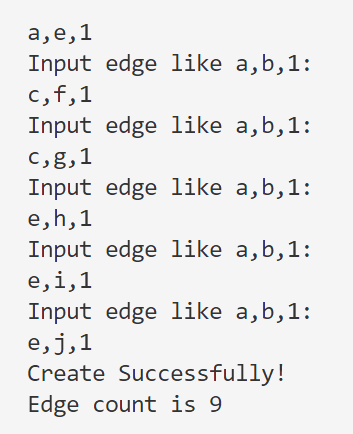 a,e,1
Input edge like a,b,1:
c,f,1
Input edge like a,b,1:
c,g,1
Input edge like a,b,1:
e,h,1
Input edge like a,b,1:
e,i,1
Input edge like a,b,1:
e,j,1
Create Successfully!
Edge count is 9